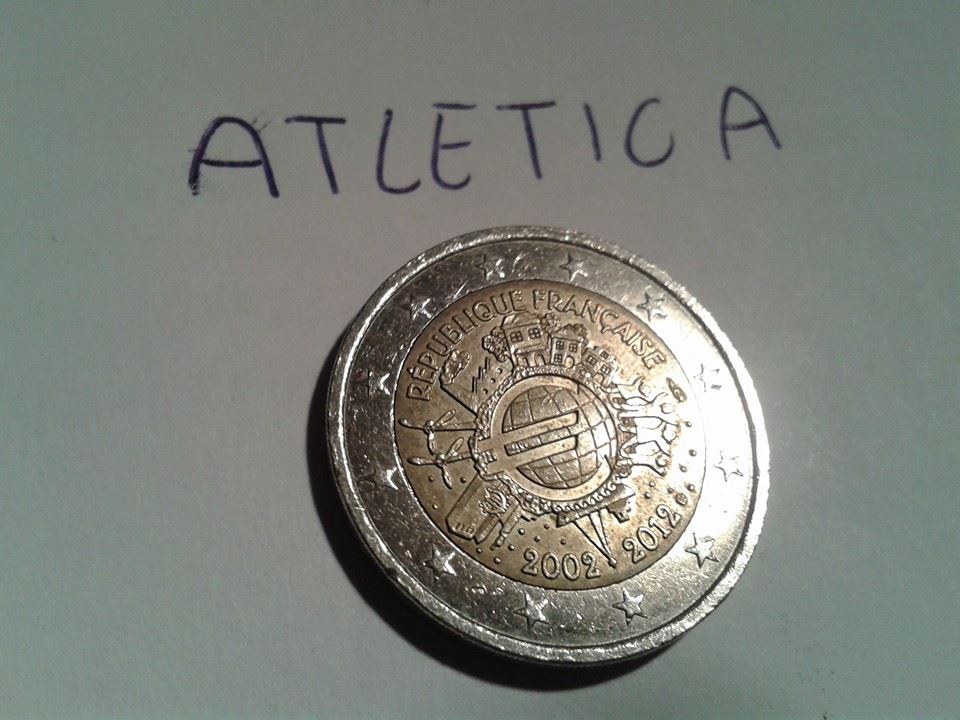 ATLETICA
RÉPUBLIQUE FRANÇAISE
2002 2012